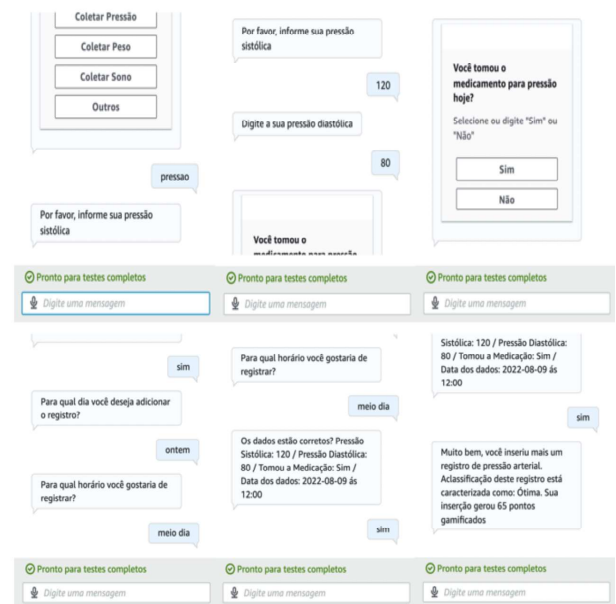 Coletar Pressão
Coletar Peso
Coletar Sono
Outros
pressao
Por favor, informe sua pressão
sistólica
Pronto para testes completos
Digite uma mensagem
Por favor, informe sua pressão
sistólica
120
Digite a sua pressão diastólica
80
Você tomou o
medicamento para pressão
Pronto para testes completos
Digite uma mensagem
Você tomou o
medicamento para pressão
hoje?
Selecione ou digite "Sim" ou
"Não"
Sim
Não
Pronto para testes completos
Digite uma mensagem
sim
Para qual dia você deseja adicionar
o registro?
ontem
Para qual horário você gostaria de
registrar?
meio dia
Pronto para testes completos
Digite uma mensagem
Para qual horário você gostaria de
registrar?
meio dia
Os dados estão corretos? Pressão
Sistólica: 120 / Pressão Diastólica:
80 / Tomou a Medicação: Sim /
Data dos dados: 2022-08-09 ás
12:00
sim
Pronto para testes completos
Digite uma mensagem
Sistólica: 120 / Pressão Diastólica:
80 / Tomou a Medicação: Sim /
Data dos dados: 2022-08-09 ás
12:00
sim
Muito bem, você inseriu mais um
registro de pressão arterial.
Aclassificação deste registro está
caracterizada como: Ótima. Sua
inserção gerou 65 pontos
gamificados
Pronto para testes completos
Digite uma mensagem